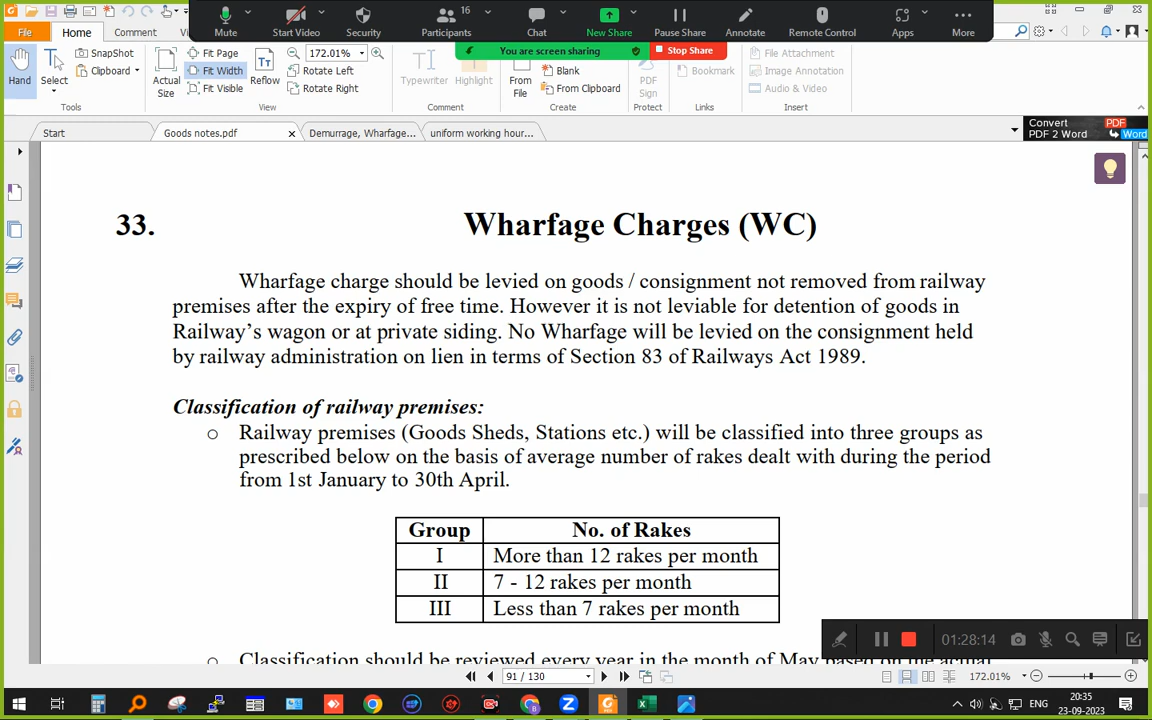 16
Mute
Start Video
Security
Participants
Chat
New Share
Pause Share
Annotate
Remote Control
Apps
More
You are screen sharing
Stop Share
File
Home
Comment
Hand
Select
SnapShot
Clipboard
Tools
Actual Size
Fit Page
Fit Width
Fit Visible
Reflow
172.01%
Rotate Left
Rotate Right
View
Typewriter
Highlight
Comment
From File
Blank
From Clipboard
Create
PDF Sign
Protect
Bookmark
Links
File Attachment
Image Annotation
Audio & Video
Insert
Start
Goods notes.pdf
Demurrage, Wharfage...
uniform working hour...
Convert PDF
PDF 2 Word Word
33. Wharfage Charges (WC)
Wharfage charge should be levied on goods / consignment not removed from railway
premises after the expiry of free time. However it is not leviable for detention of goods in
Railway's wagon or at private siding. No Wharfage will be levied on the consignment held
by railway administration on lien in terms of Section 83 of Railways Act 1989.
Classification of railway premises:
o Railway premises (Goods Sheds, Stations etc.) will be classified into three groups as
prescribed below on the basis of average number of rakes dealt with during the period
from 1st January to 30th April.
Group No. of Rakes
I More than 12 rakes per month
II 7 - 12 rakes per month
III Less than 7 rakes per month
o Classification should be reviewed every year in the month of May based on the actual
01:28:14
91 / 130
172.01%
ENG
20:35
23-09-2023